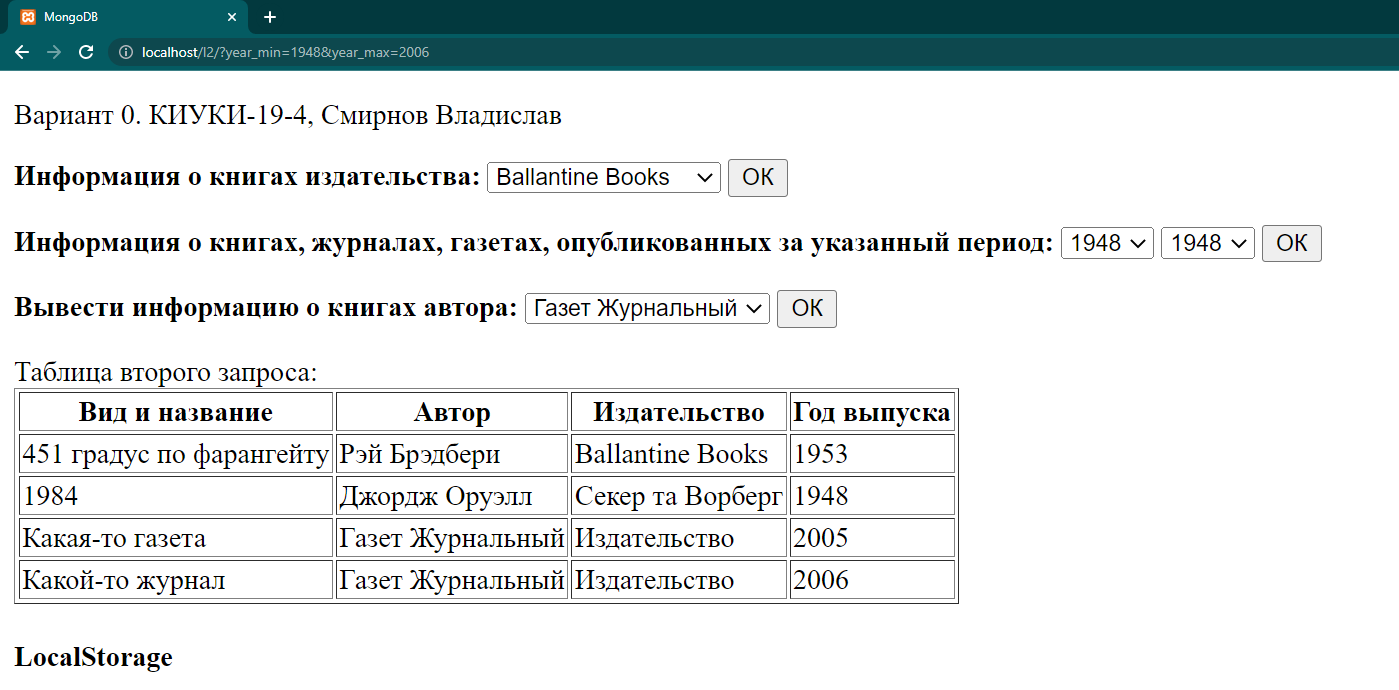 MongoDB
localhost/l2/?year_min=1948&year_max=2006
Вариант 0. КИУКИ-19-4, Смирнов Владислав
Информация о книгах издательства: Ballantine Books ОК
Информация о книгах, журналах, газетах, опубликованных за указанный период: 1948 1948 ОК
Вывести информацию о книгах автора: Газет Журнальный ОК
Таблица второго запроса:
Вид и название Автор Издательство Год выпуска
451 градус по фарангейту Рэй Брэдбери Ballantine Books 1953
1984 Джордж Оруэлл Секер та Ворберг 1948
Какая-то газета Газет Журнальный Издательство 2005
Какой-то журнал Газет Журнальный Издательство 2006
LocalStorage